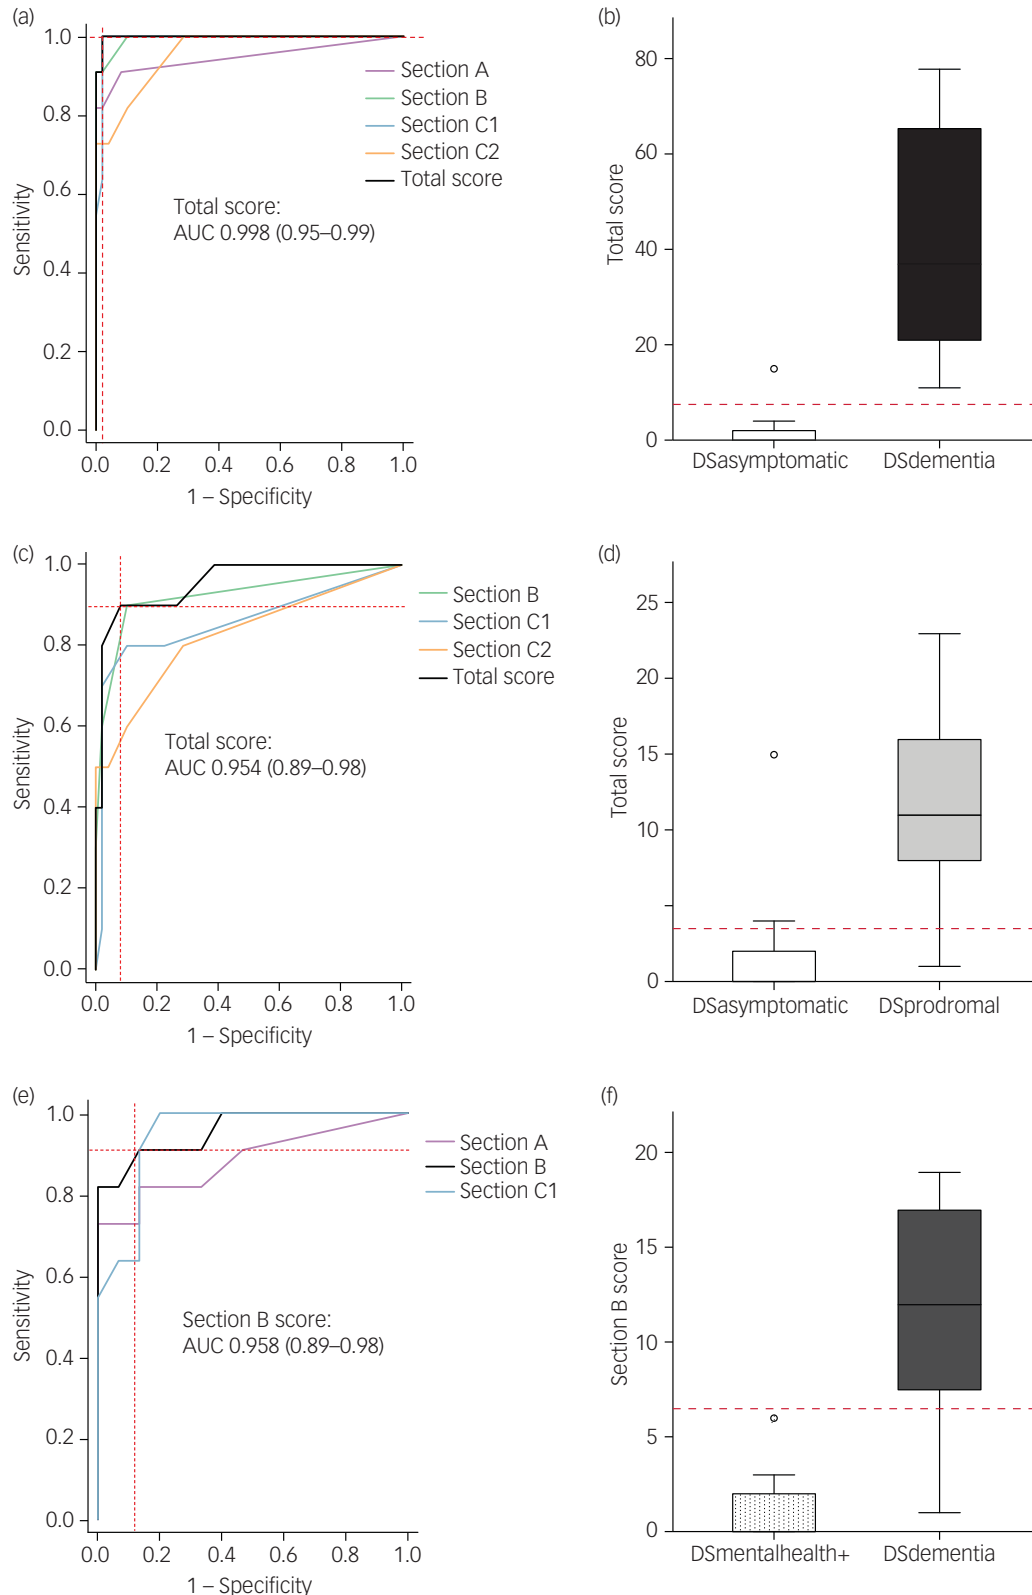 (a)
1.0
0.8
0.6
0.4
0.2
0.0
Sensitivity
Section A
Section B
Section C1
Section C2
Total score
Total score:
AUC 0.998 (0.95–0.99)
0.0 0.2 0.4 0.6 0.8 1.0
1 – Specificity
(b)
80
60
40
20
0
Total score
DSasymptomatic DSdementia
(c)
1.0
0.8
0.6
0.4
0.2
0.0
Sensitivity
Section B
Section C1
Section C2
Total score
Total score:
AUC 0.954 (0.89–0.98)
0.0 0.2 0.4 0.6 0.8 1.0
1 – Specificity
(d)
25
20
15
10
0
Total score
DSasymptomatic DSprodromal
(e)
1.0
0.8
0.6
0.4
0.2
0.0
Sensitivity
Section A
Section B
Section C1
Section B score:
AUC 0.958 (0.89–0.98)
0.0 0.2 0.4 0.6 0.8 1.0
1 – Specificity
(f)
20
15
10
5
0
Section B score
DSmentalhealth+ DSdementia